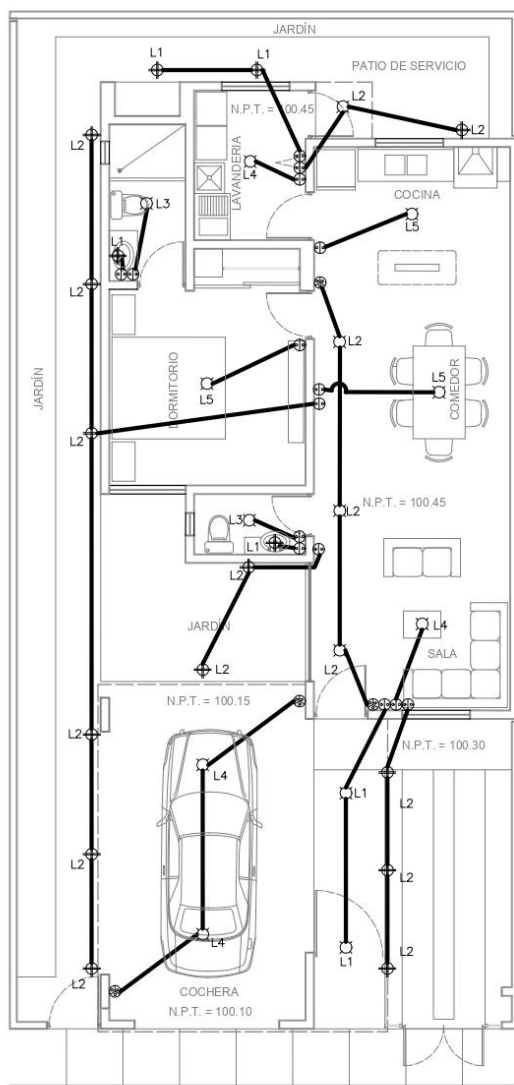 JARDÍN
L1
L1
PATIO DE SERVICIO
N.P.T. = 100.45
L2
L2
L2
LAVANDERIA
L4
COCINA
L3
L5
L1
L2
L2
JARDÍN
DORMITORIO
L5
L5
COMEDOR
L2
N.P.T. = 100.45
L3
L2
L1
L2
JARDÍN
L4
L2
SALA
L2
N.P.T. = 100.15
L2
N.P.T. = 100.30
L4
L2
L1
L2
L2
L4
L1
L2
L2
COCHERA
N.P.T. = 100.10